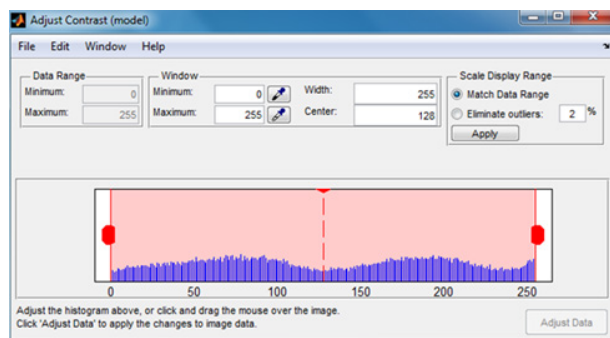 Adjust Contrast (model)
File Edit Window Help
Data Range
Minimum: 0
Maximum: 255
Window
Minimum: 0
Maximum: 255
Width: 255
Center: 128
Scale Display Range
Match Data Range
Eliminate outliers: 2 %
Apply
0 50 100 150 200 250
Adjust the histogram above, or click and drag the mouse over the image.
Click 'Adjust Data' to apply the changes to image data.
Adjust Data